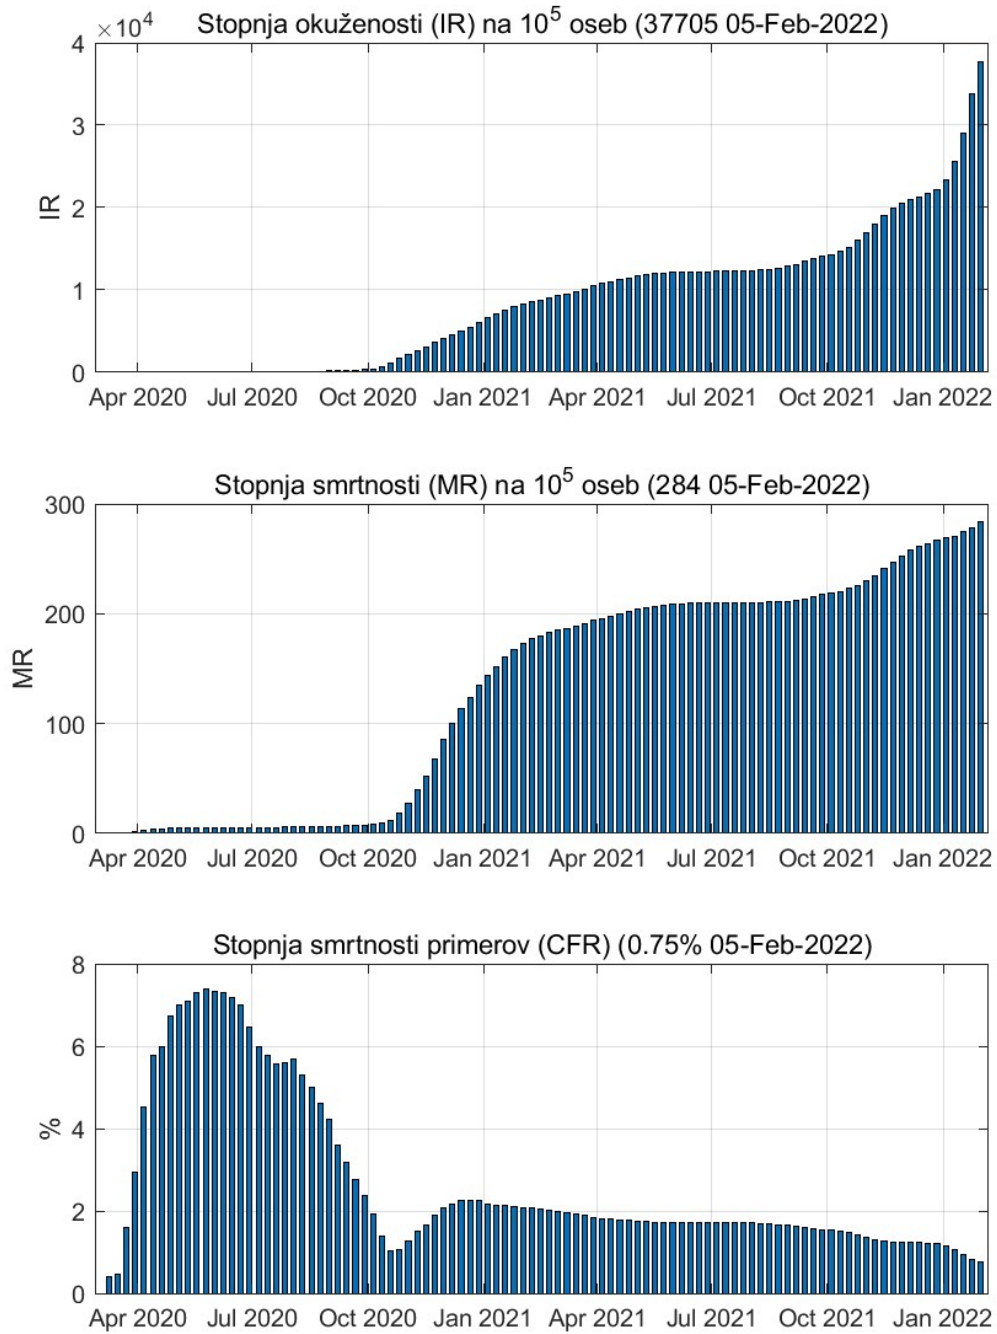 Stopnja okuženosti (IR) na 10^5 oseb (37705 05-Feb-2022)
×10^4
4
3
2
1
0
IR
Apr 2020 Jul 2020 Oct 2020 Jan 2021 Apr 2021 Jul 2021 Oct 2021 Jan 2022
Stopnja smrtnosti (MR) na 10^5 oseb (284 05-Feb-2022)
300
200
100
0
MR
Apr 2020 Jul 2020 Oct 2020 Jan 2021 Apr 2021 Jul 2021 Oct 2021 Jan 2022
Stopnja smrtnosti primerov (CFR) (0.75% 05-Feb-2022)
8
6
4
2
0
%
Apr 2020 Jul 2020 Oct 2020 Jan 2021 Apr 2021 Jul 2021 Oct 2021 Jan 2022